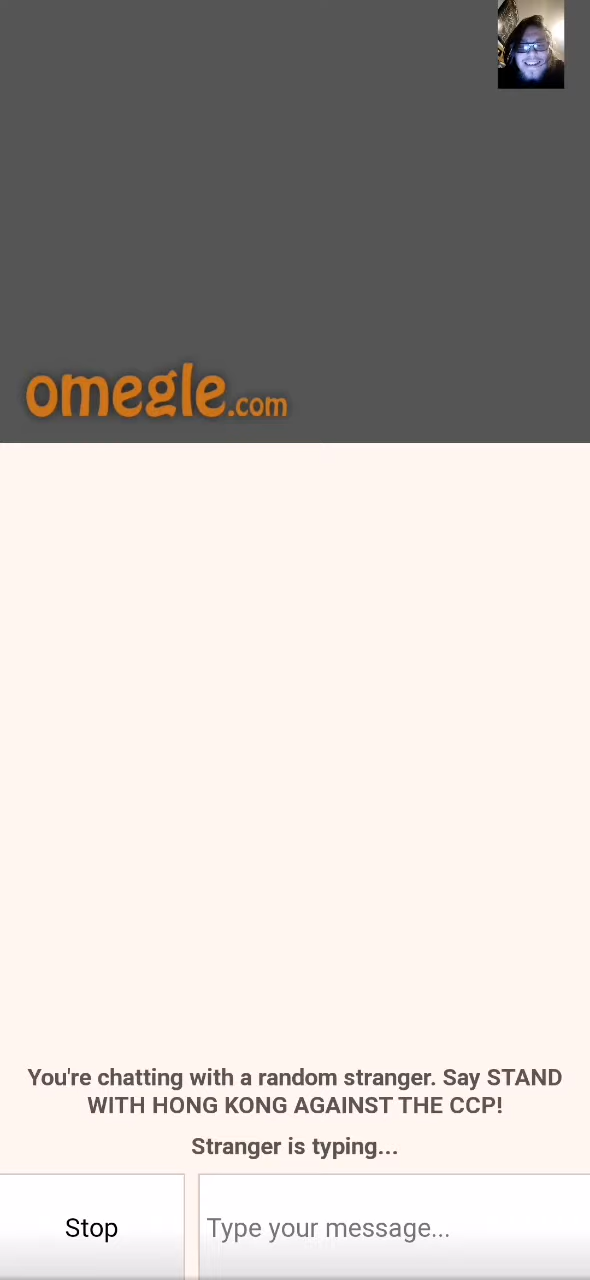 omegle.com
You're chatting with a random stranger. Say STAND
WITH HONG KONG AGAINST THE CCP!
Stranger is typing...
Stop
Type your message...